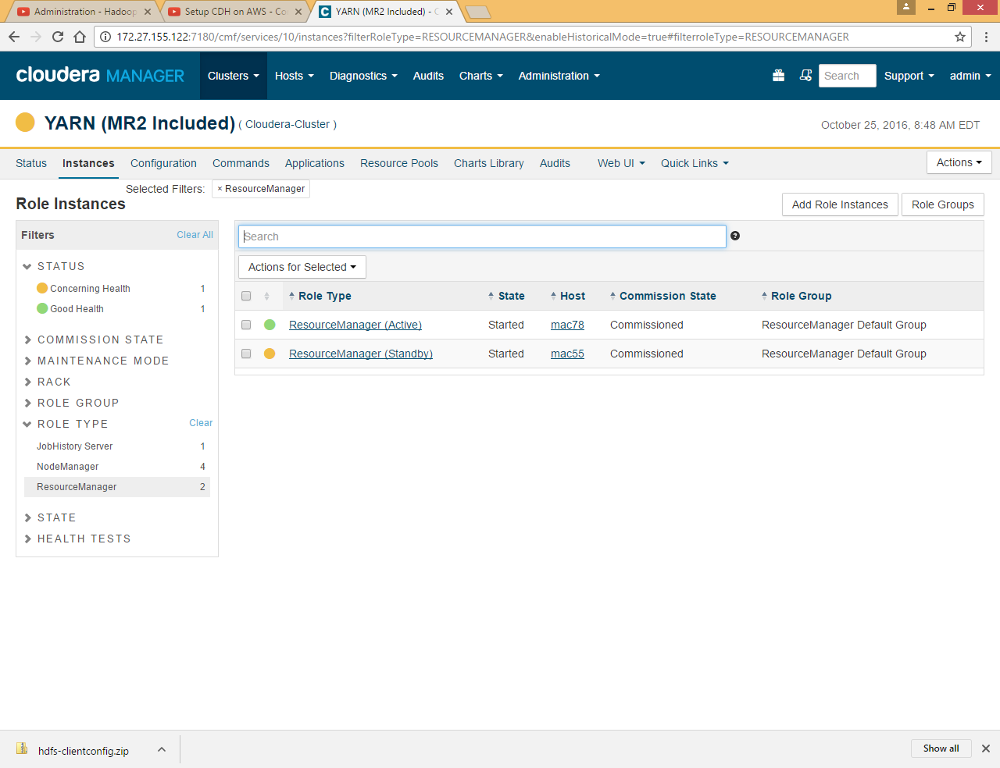 Administration - Hadoop
Setup CDH on AWS - Co
YARN (MR2 Included) - C
172.27.155.122:7180/cmf/services/10/instances?filterRoleType=RESOURCEMANAGER&enableHistoricalMode=true#filterroleType=RESOURCEMANAGER
cloudera MANAGER Clusters Hosts Diagnostics Audits Charts Administration Search Support admin
YARN (MR2 Included) ( Cloudera-Cluster ) October 25, 2016, 8:48 AM EDT
Status Instances Configuration Commands Applications Resource Pools Charts Library Audits Web UI Quick Links Actions
Selected Filters: × ResourceManager
Role Instances Add Role Instances Role Groups
Filters Clear All
STATUS
Concerning Health 1
Good Health 1
COMMISSION STATE
MAINTENANCE MODE
RACK
ROLE GROUP
ROLE TYPE Clear
JobHistory Server 1
NodeManager 4
ResourceManager 2
STATE
HEALTH TESTS
Search ?
Actions for Selected
Role Type State Host Commission State Role Group
ResourceManager (Active) Started mac78 Commissioned ResourceManager Default Group
ResourceManager (Standby) Started mac55 Commissioned ResourceManager Default Group
hdfs-clientconfig.zip Show all